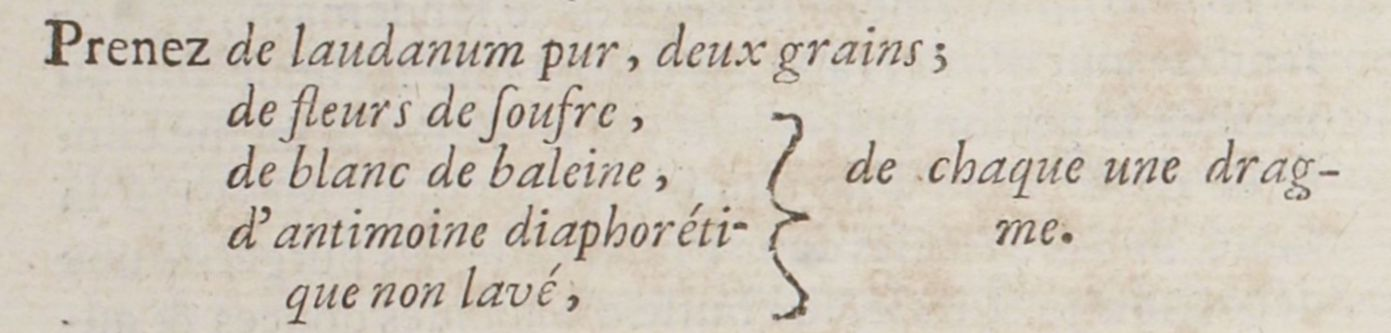 Prenez de laudanum pur, deux grains;
de fleurs de ſoufre,
de blanc de baleine, de chaque une drag-
d'antimoine diaphoréti- me.
que non lavé,